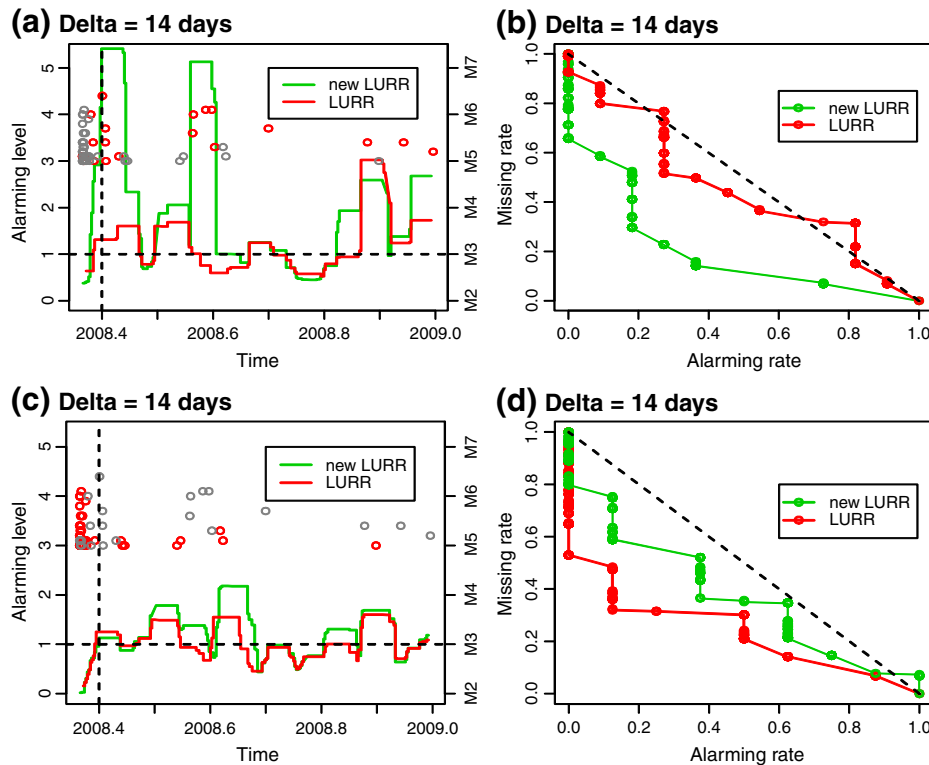 (a) Delta = 14 days
Alarming level
0 1 2 3 4 5
M2 M3 M4 M5 M6 M7
new LURR
LURR
2008.4 2008.6 2008.8 2009.0
Time
(b) Delta = 14 days
Missing rate
0.0 0.2 0.4 0.6 0.8 1.0
new LURR
LURR
0.0 0.2 0.4 0.6 0.8 1.0
Alarming rate
(c) Delta = 14 days
Alarming level
0 1 2 3 4 5
M2 M3 M4 M5 M6 M7
new LURR
LURR
2008.4 2008.6 2008.8 2009.0
Time
(d) Delta = 14 days
Missing rate
0.0 0.2 0.4 0.6 0.8 1.0
new LURR
LURR
0.0 0.2 0.4 0.6 0.8 1.0
Alarming rate